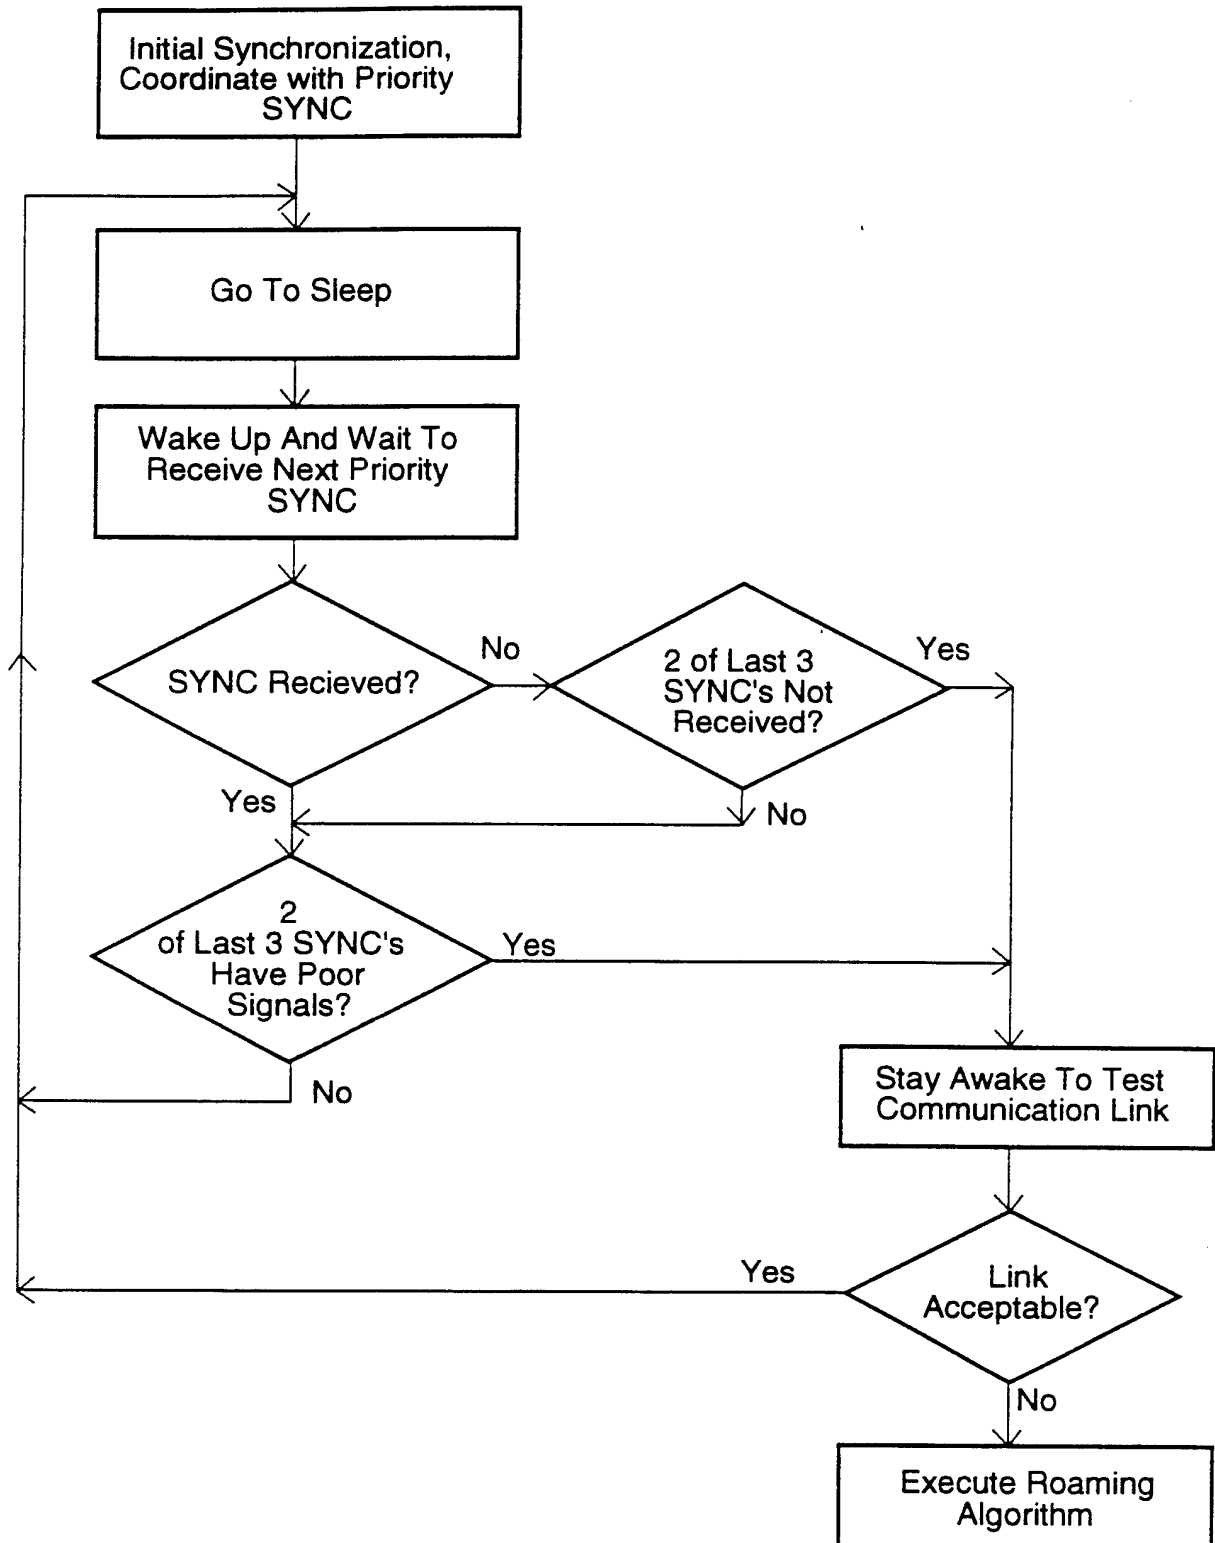 Initial Synchronization,
Coordinate with Priority
SYNC
Go To Sleep
Wake Up And Wait To
Receive Next Priority
SYNC
SYNC Recieved?
No
2 of Last 3
SYNC's Not
Received?
Yes
Yes
No
2
of Last 3 SYNC's
Have Poor
Signals?
Yes
No
Stay Awake To Test
Communication Link
Link
Acceptable?
Yes
No
Execute Roaming
Algorithm